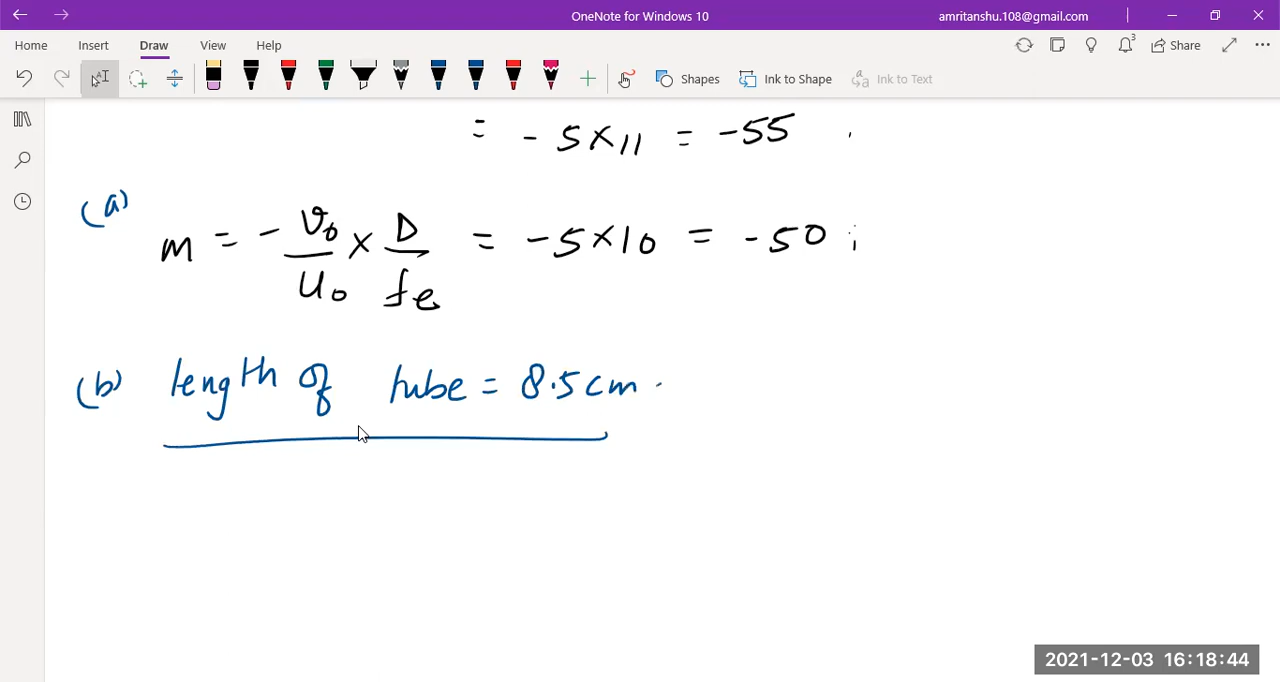 OneNote for Windows 10
amritanshu.108@gmail.com
Home Insert Draw View Help
3 Share
Shapes Ink to Shape Ink to Text
= - 5 × 11 = -55
(a)
m = - v₀/u₀ × D/fe = -5 × 10 = -50 ;
(b) length of tube = 8.5 cm .
2021-12-03 16:18:44